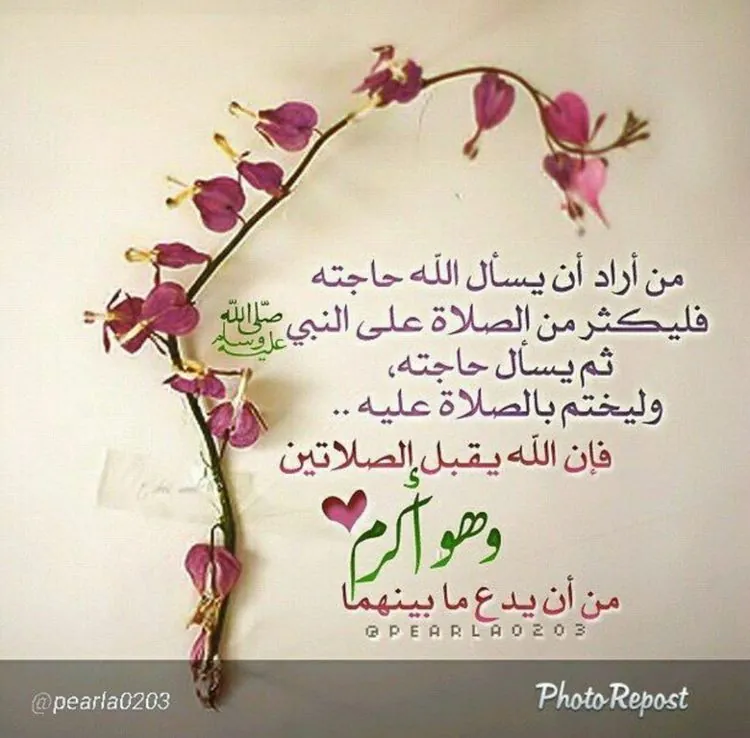 من أراد أن يسأل الله حاجته
فليكثر من الصلاة على النبي صلى الله عليه وسلم
ثم يسأل حاجته،
وليختم بالصلاة عليه ..
فإن الله يقبل الصلاتين
وهو أكرم
من أن يدع ما بينهما
@PEARLA0203
@pearla0203
PhotoRepost